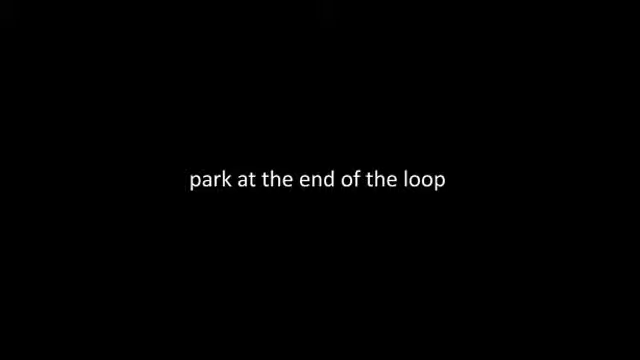 park at the end of the loop